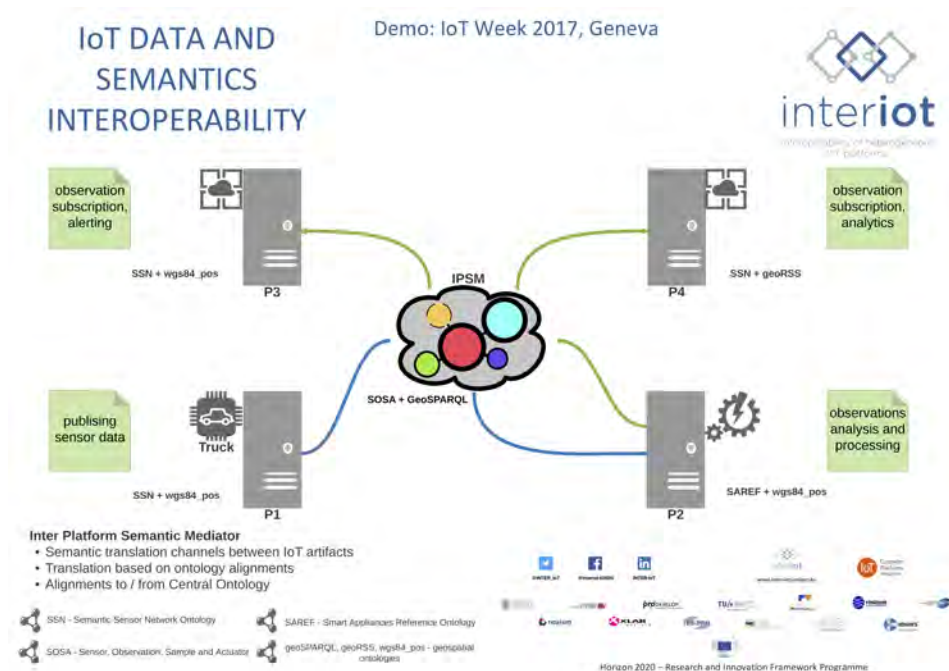 IoT DATA AND
SEMANTICS
INTEROPERABILITY
Demo: IoT Week 2017, Geneva
interiot
observation
subscription,
alerting
SSN + wgs84_pos
P3
IPSM
SOSA + GeoSPARQL
P4
SSN + geoRSS
observation
subscription,
analytics
publising
sensor data
Truck
SSN + wgs84_pos
P1
SAREF + wgs84_pos
P2
observations
analysis and
processing
Inter Platform Semantic Mediator
• Semantic translation channels between IoT artifacts
• Translation based on ontology alignments
• Alignments to / from Central Ontology
SSN - Semantic Sensor Network Ontology
SAREF - Smart Appliances Reference Ontology
SOSA - Sensor, Observation, Sample and Actuator
geoSPARQL, geoRSS, wgs84_pos - geospatial
ontologies
IoT
XLAB
Horizon 2020 – Research and Innovation Framework Programme